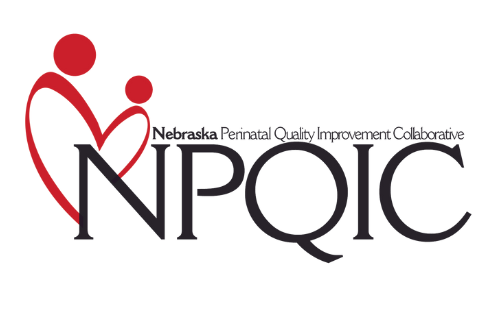 Nebraska Perinatal Quality Improvement Collaborative
NPQIC